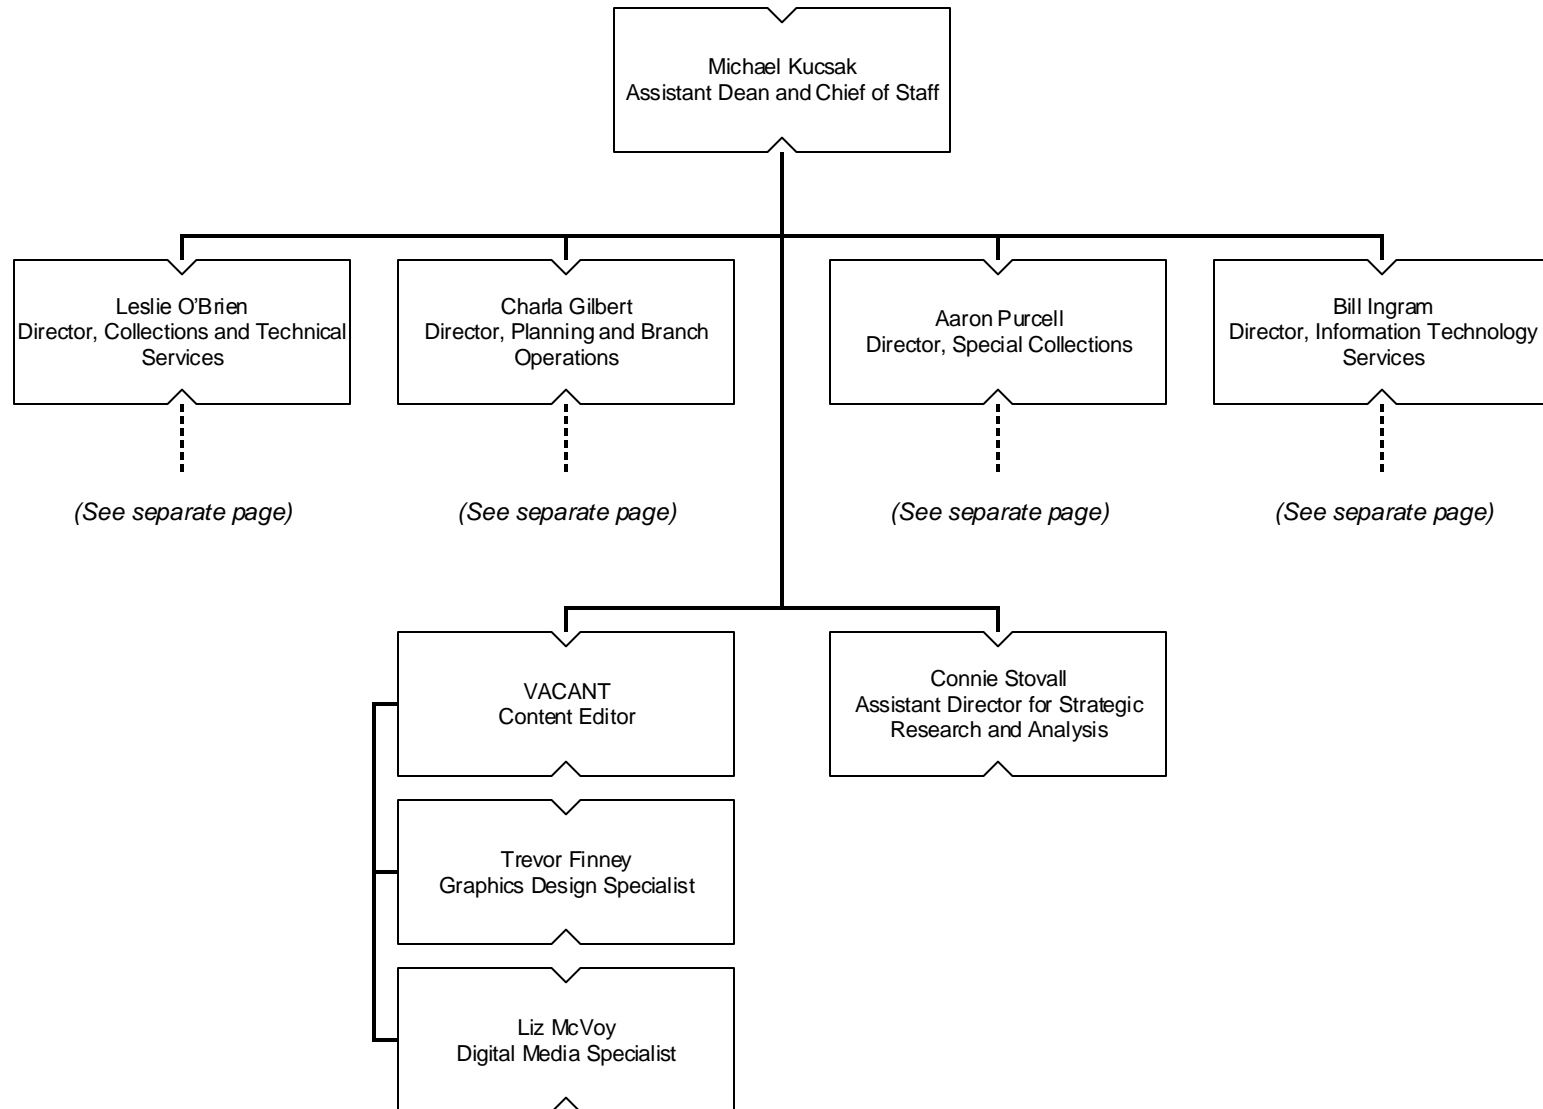 Michael Kucsak
Assistant Dean and Chief of Staff
Leslie O'Brien
Director, Collections and Technical
Services
Charla Gilbert
Director, Planning and Branch
Operations
Aaron Purcell
Director, Special Collections
Bill Ingram
Director, Information Technology
Services
(See separate page)
(See separate page)
(See separate page)
(See separate page)
VACANT
Content Editor
Connie Stovall
Assistant Director for Strategic
Research and Analysis
Trevor Finney
Graphics Design Specialist
Liz McVoy
Digital Media Specialist